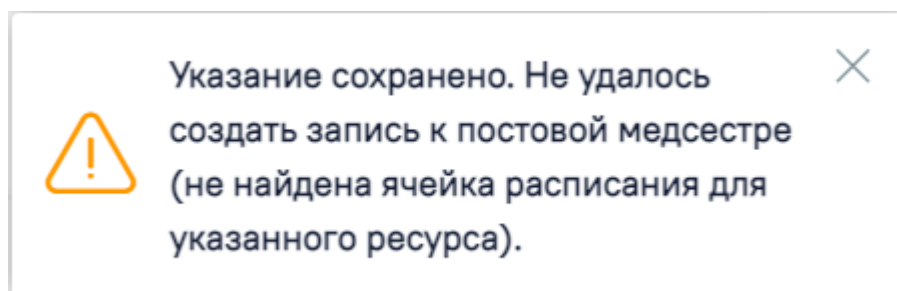 Указание сохранено. Не удалось
создать запись к постовой медсестре
(не найдена ячейка расписания для
указанного ресурса).